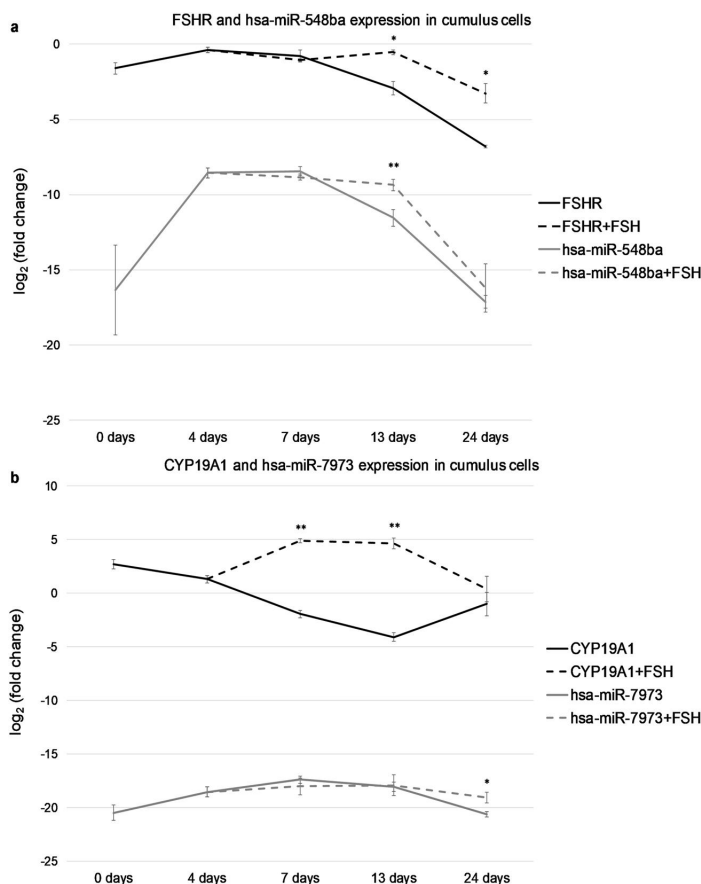 a
FSHR and hsa-miR-548ba expression in cumulus cells
0
-5
-10
-15
-20
-25
log2 (fold change)
*
*
**
FSHR
FSHR+FSH
hsa-miR-548ba
hsa-miR-548ba+FSH
0 days
4 days
7 days
13 days
24 days
b
CYP19A1 and hsa-miR-7973 expression in cumulus cells
10
5
0
-5
-10
-15
-20
-25
log2 (fold change)
**
**
*
CYP19A1
CYP19A1+FSH
hsa-miR-7973
hsa-miR-7973+FSH
0 days
4 days
7 days
13 days
24 days